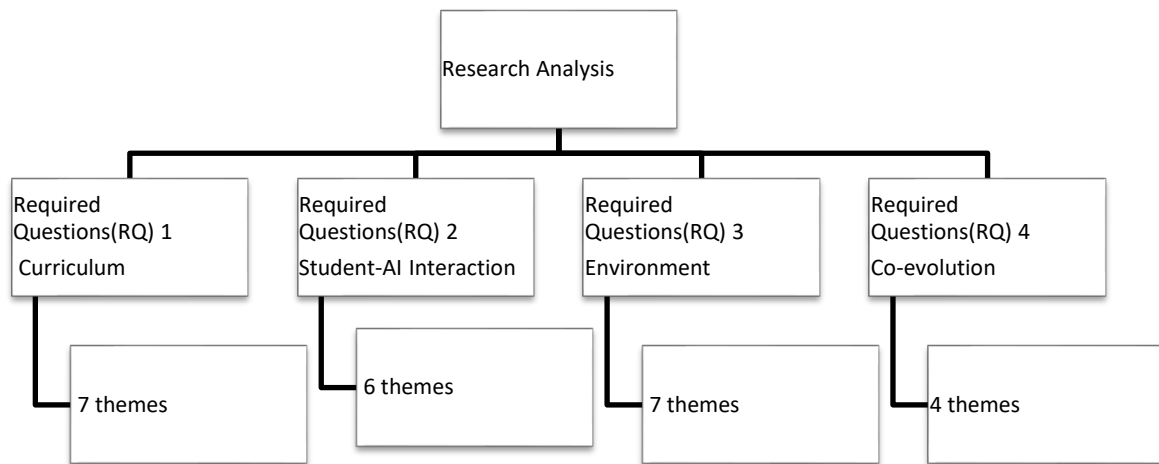 Research Analysis
Required
Questions(RQ) 1
Curriculum
Required
Questions(RQ) 2
Student-AI Interaction
Required
Questions(RQ) 3
Environment
Required
Questions(RQ) 4
Co-evolution
7 themes
6 themes
7 themes
4 themes